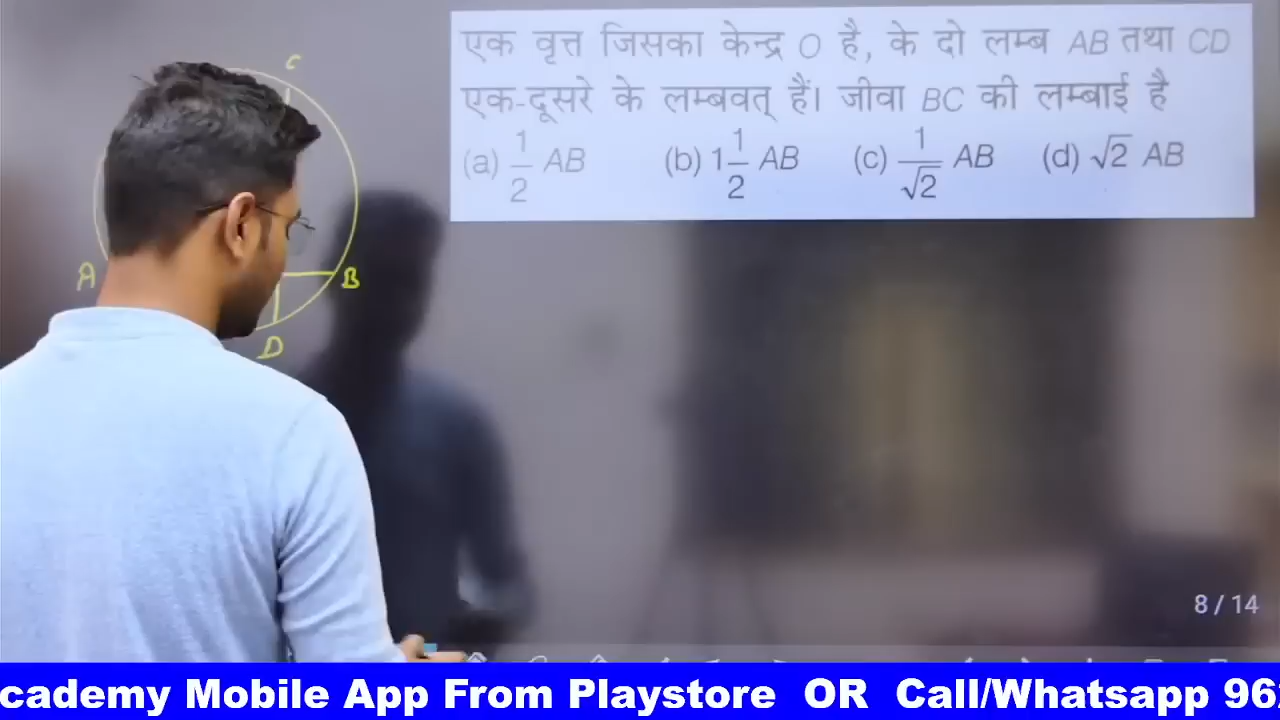 एक वृत्त जिसका केन्द्र O है, के दो लम्ब AB तथा CD
एक-दूसरे के लम्बवत् हैं। जीवा BC की लम्बाई है
(a) 1/2 AB (b) 1 1/2 AB (c) 1/√2 AB (d) √2 AB
C
A
B
D
8 / 14
cademy Mobile App From Playstore OR Call/Whatsapp 96